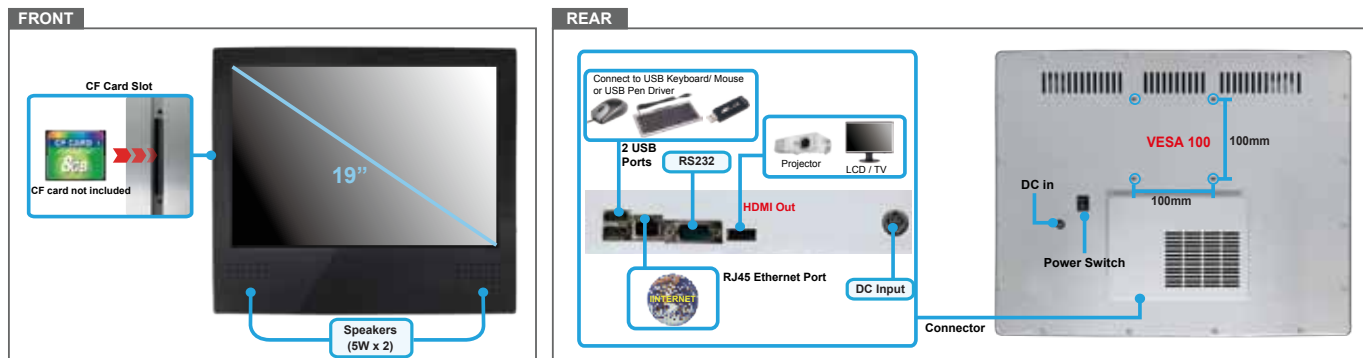 FRONT
CF Card Slot
CF CARD
8GB
CF card not included
19”
Speakers
(5W x 2)
REAR
Connect to USB Keyboard/ Mouse
or USB Pen Driver
2 USB
Ports
RS232
Projector
LCD / TV
HDMI Out
RJ45 Ethernet Port
INTERNET
DC Input
Connector
VESA 100
100mm
100mm
DC in
Power Switch